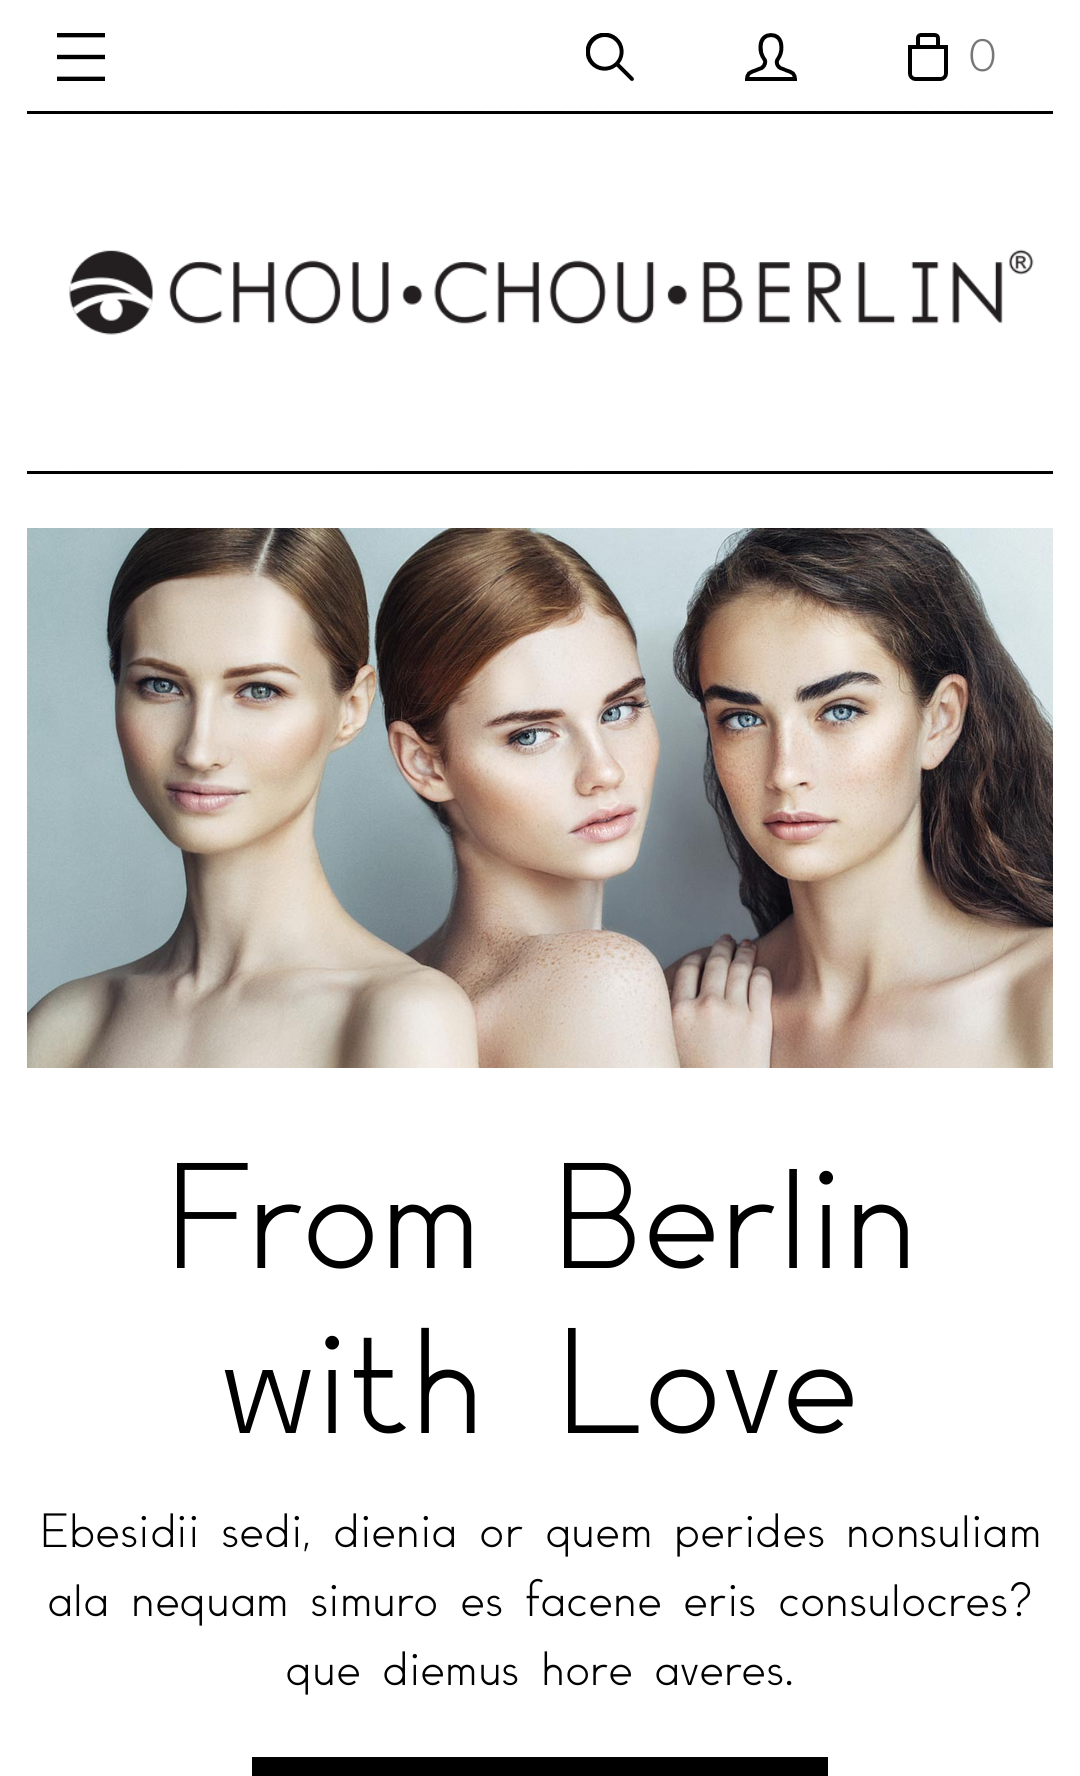 0
CHOU•CHOU•BERLIN®
From Berlin
with Love
Ebesidii sedi, dienia or quem perides nonsuliam
ala nequam simuro es facene eris consulocres?
que diemus hore averes.